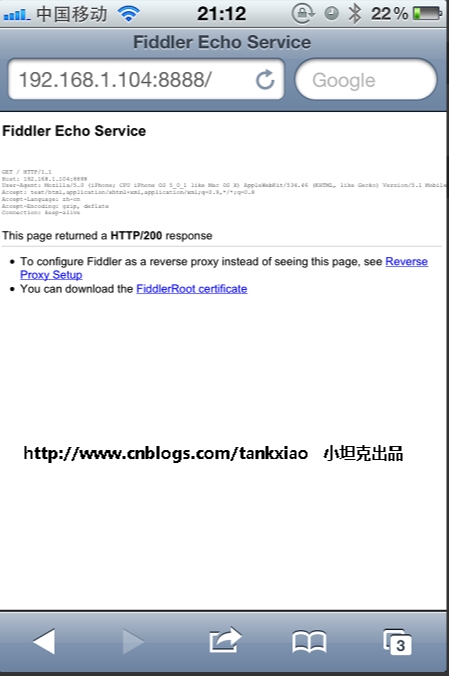 中国移动 21:12 22%
Fiddler Echo Service
192.168.1.104:8888/ Google
Fiddler Echo Service
GET / HTTP/1.1
Host: 192.168.1.104:8888
User-Agent: Mozilla/5.0 (iPhone; CPU iPhone OS 5_0_1 like Mac OS X) AppleWebKit/534.46 (KHTML, like Gecko) Version/5.1 Mobile
Accept: text/html,application/xhtml+xml,application/xml;q=0.9,*/*;q=0.8
Accept-Language: zh-cn
Accept-Encoding: gzip, deflate
Connection: keep-alive
This page returned a HTTP/200 response
• To configure Fiddler as a reverse proxy instead of seeing this page, see Reverse
Proxy Setup
• You can download the FiddlerRoot certificate
http://www.cnblogs.com/tankxiao 小坦克出品
3